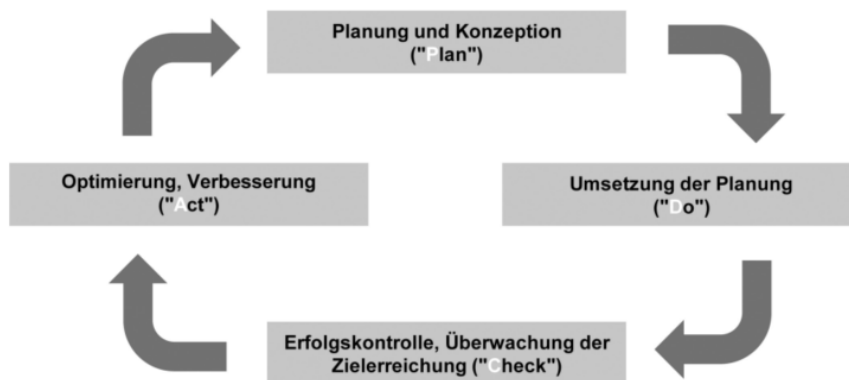 Planung und Konzeption
("Plan")
Optimierung, Verbesserung
("Act")
Umsetzung der Planung
("Do")
Erfolgskontrolle, Überwachung der
Zielerreichung ("Check")